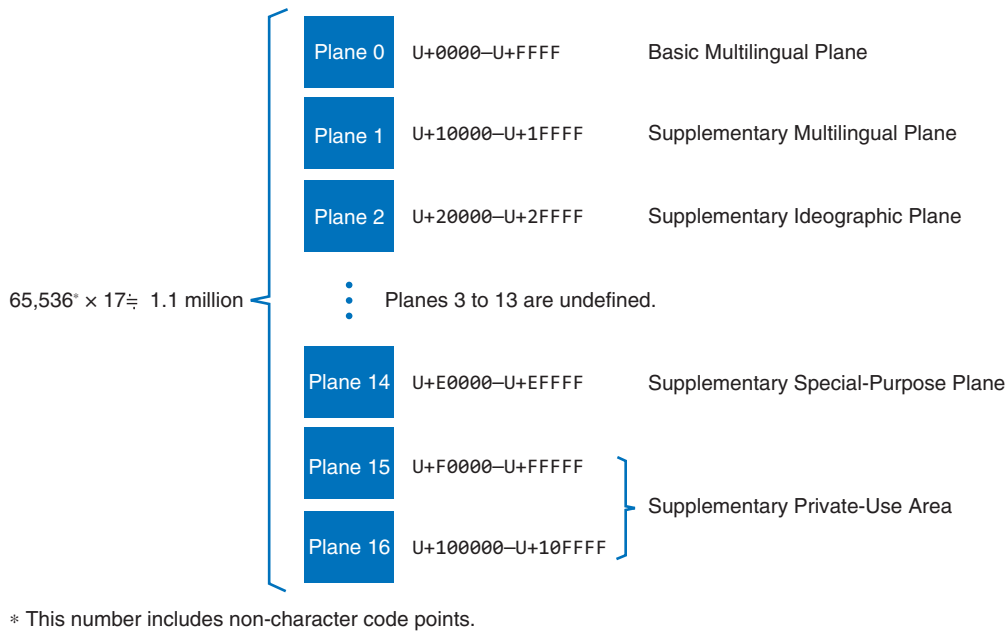 Plane 0 U+0000–U+FFFF Basic Multilingual Plane
Plane 1 U+10000–U+1FFFF Supplementary Multilingual Plane
Plane 2 U+20000–U+2FFFF Supplementary Ideographic Plane
65,536* × 17≒ 1.1 million Planes 3 to 13 are undefined.
Plane 14 U+E0000–U+EFFFF Supplementary Special-Purpose Plane
Plane 15 U+F0000–U+FFFFF
Supplementary Private-Use Area
Plane 16 U+100000–U+10FFFF
* This number includes non-character code points.